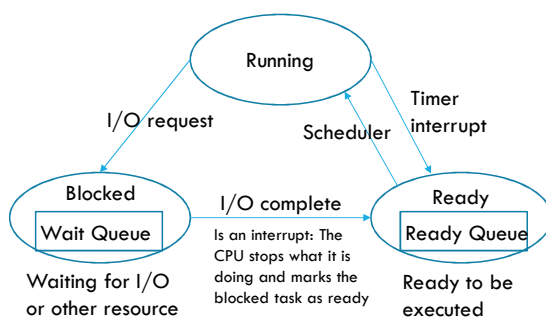 Running
I/O request
Timer
interrupt
Scheduler
Blocked
Wait Queue
Waiting for I/O
or other resource
I/O complete
Is an interrupt: The
CPU stops what it is
doing and marks the
blocked task as ready
Ready
Ready Queue
Ready to be
executed